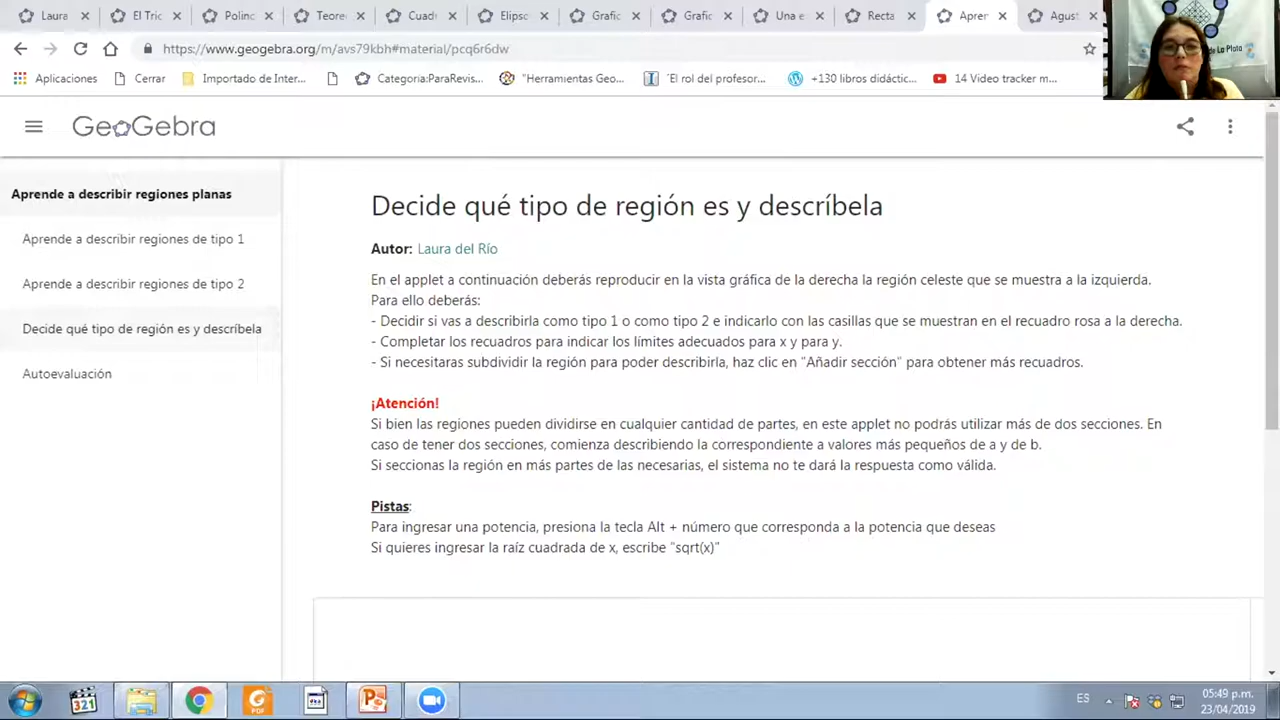 Laura
El Tric
Polinc
Teore
Cuad
Elipse
Grafic
Grafic
Una e
Recta
Apren
Agust
https://www.geogebra.org/m/avs79kbh#material/pcq6r6dw
Aplicaciones
Cerrar
Importado de Inter...
Categoria:ParaRevis...
"Herramientas Geo...
"El rol del profesor...
+130 libros didáctic...
14 Video tracker m...
de La Plata
GeoGebra
Aprende a describir regiones planas
Aprende a describir regiones de tipo 1
Aprende a describir regiones de tipo 2
Decide qué tipo de región es y descríbela
Autoevaluación
Decide qué tipo de región es y descríbela
Autor: Laura del Río
En el applet a continuación deberás reproducir en la vista gráfica de la derecha la región celeste que se muestra a la izquierda.
Para ello deberás:
- Decidir si vas a describirla como tipo 1 o como tipo 2 e indicarlo con las casillas que se muestran en el recuadro rosa a la derecha.
- Completar los recuadros para indicar los límites adecuados para x y para y.
- Si necesitaras subdividir la región para poder describirla, haz clic en "Añadir sección" para obtener más recuadros.
¡Atención!
Si bien las regiones pueden dividirse en cualquier cantidad de partes, en este applet no podrás utilizar más de dos secciones. En
caso de tener dos secciones, comienza describiendo la correspondiente a valores más pequeños de a y de b.
Si seccionas la región en más partes de las necesarias, el sistema no te dará la respuesta como válida.
Pistas:
Para ingresar una potencia, presiona la tecla Alt + número que corresponda a la potencia que deseas
Si quieres ingresar la raíz cuadrada de x, escribe "sqrt(x)"
321
PDF
ES
05:49 p.m.
23/04/2019